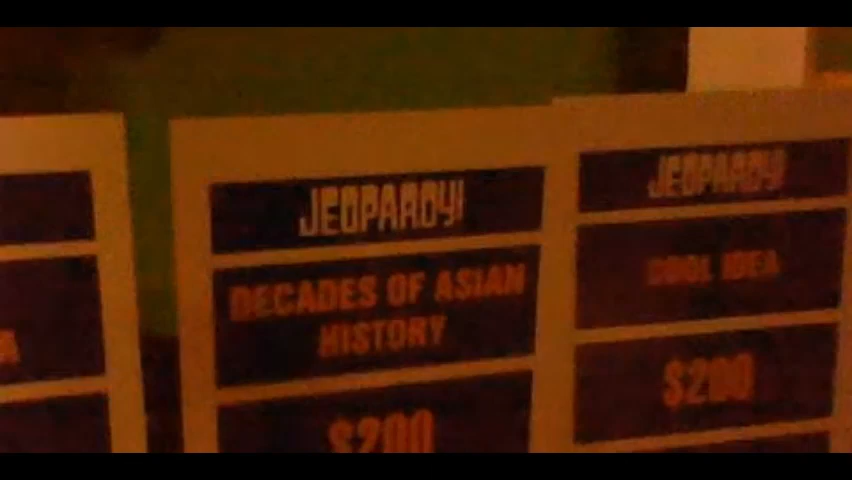 JEOPARDY!
DECADES OF ASIAN
HISTORY
$200
JEOPARDY!
COOL IDEA
$200